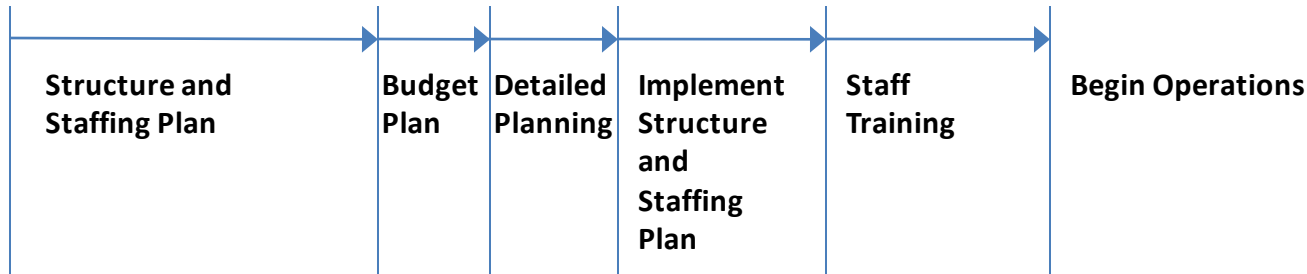 Structure and
Staffing Plan
Budget
Plan
Detailed
Planning
Implement
Structure
and
Staffing
Plan
Staff
Training
Begin Operations